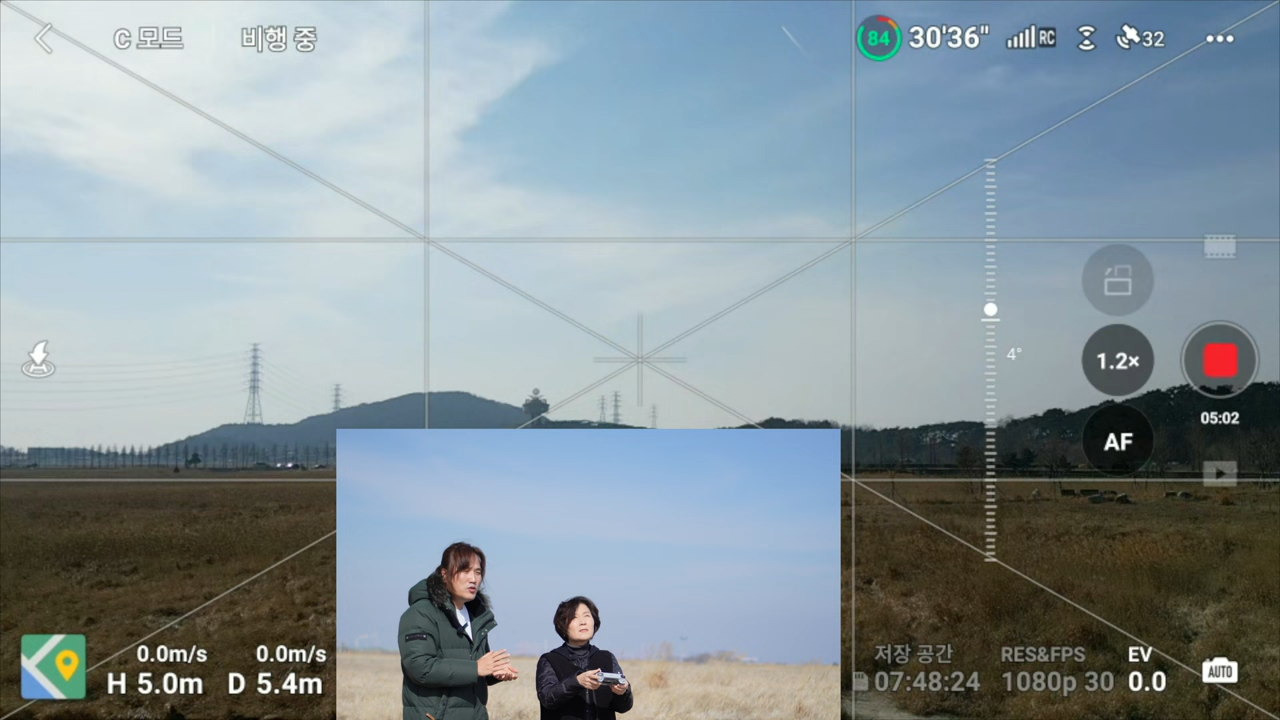 C 모드
비행 중
84
30'36"
RC
32
4°
1.2×
AF
05:02
0.0m/s
0.0m/s
H 5.0m
D 5.4m
저장 공간
07:48:24
RES&FPS
1080p 30
EV
0.0
AUTO